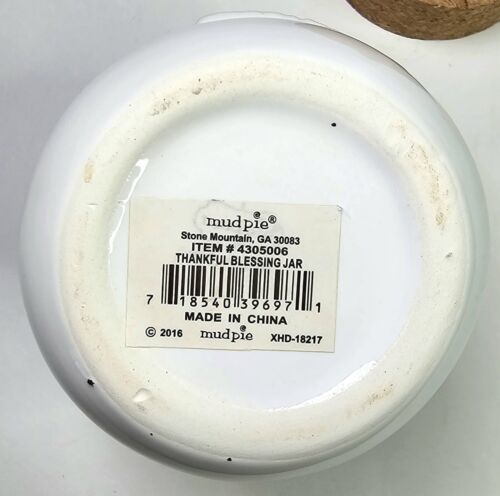 mudpie®
Stone Mountain, GA 30083
ITEM # 4305006
THANKFUL BLESSING JAR
7 18540 39697 1
MADE IN CHINA
© 2016 mudpie XHD-18217